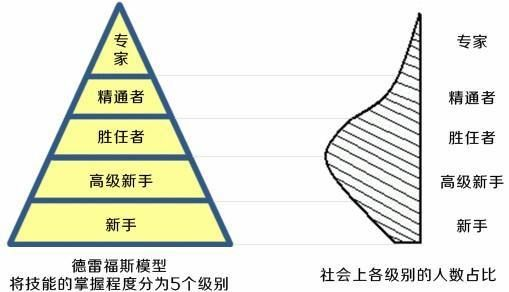 专
家
精通者
胜任者
高级新手
新手
德雷福斯模型
将技能的掌握程度分为5个级别
专家
精通者
胜任者
高级新手
新手
社会上各级别的人数占比